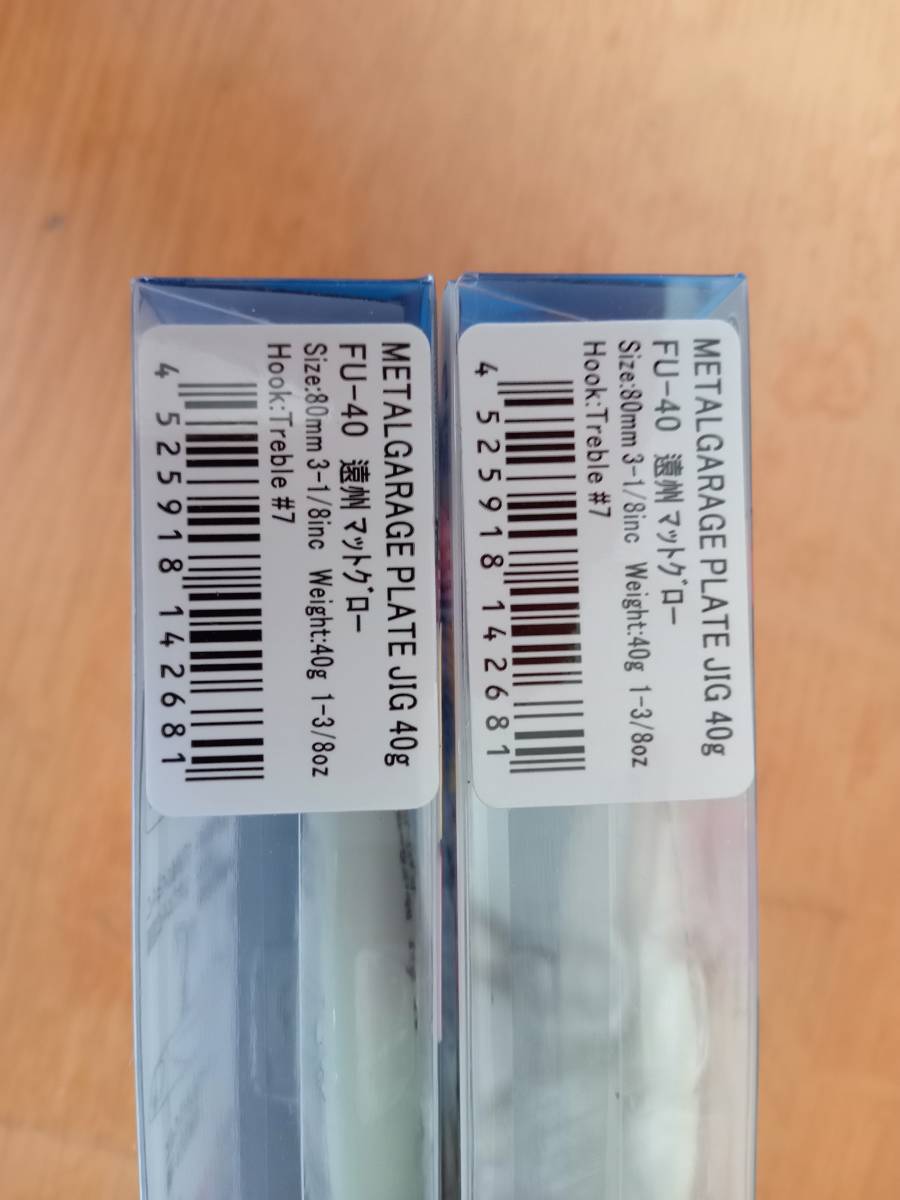 METALGARAGE PLATE JIG 40g
FU-40 遠州 マットグロー
Size:80mm 3-1/8inc Weight:40g 1-3/8oz
Hook:Treble #7
4 525918 142681
METALGARAGE PLATE JIG 40g
FU-40 遠州 マットグロー
Size:80mm 3-1/8inc Weight:40g 1-3/8oz
Hook:Treble #7
4 525918 142681